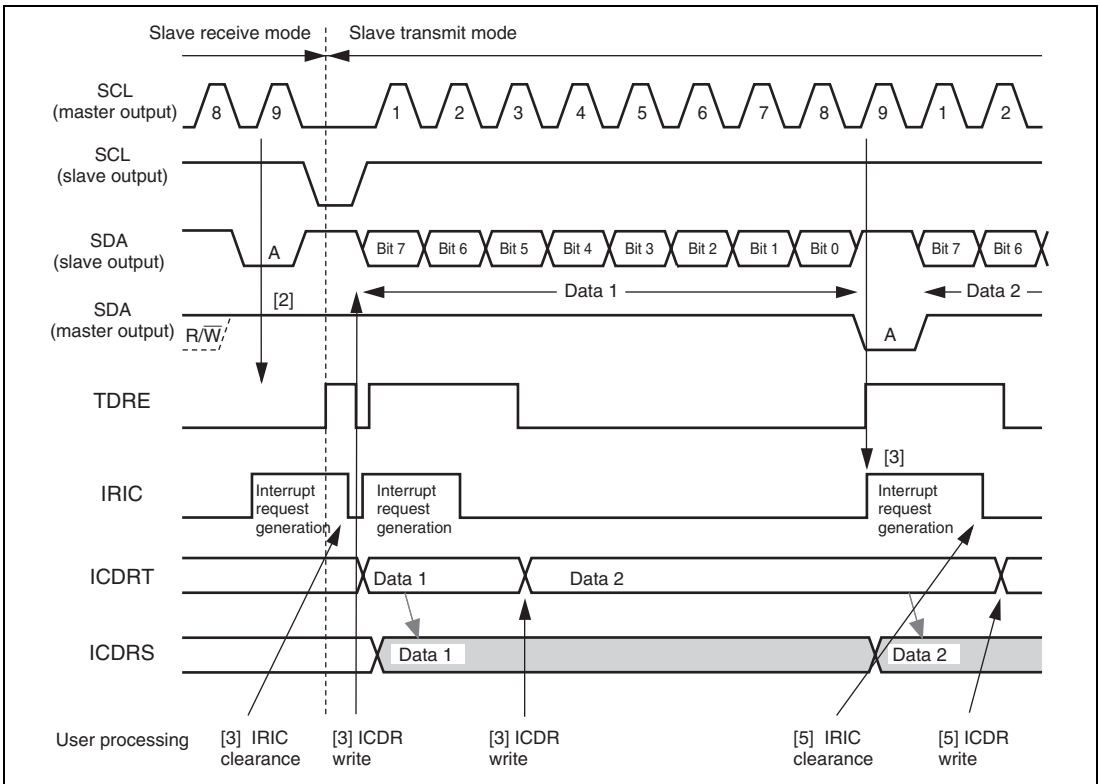 Slave receive mode Slave transmit mode
SCL
(master output)
8 9 1 2 3 4 5 6 7 8 9 1 2
SCL
(slave output)
SDA
(slave output)
A Bit 7 Bit 6 Bit 5 Bit 4 Bit 3 Bit 2 Bit 1 Bit 0 Bit 7 Bit 6
Data 1 Data 2
[2]
SDA
(master output)
R/W̅ A
TDRE
[3]
IRIC
Interrupt request generation
Interrupt request generation
Interrupt request generation
ICDRT
Data 1 Data 2
ICDRS
Data 1 Data 2
User processing
[3] IRIC
clearance
[3] ICDR
write
[3] ICDR
write
[5] IRIC
clearance
[5] ICDR
write